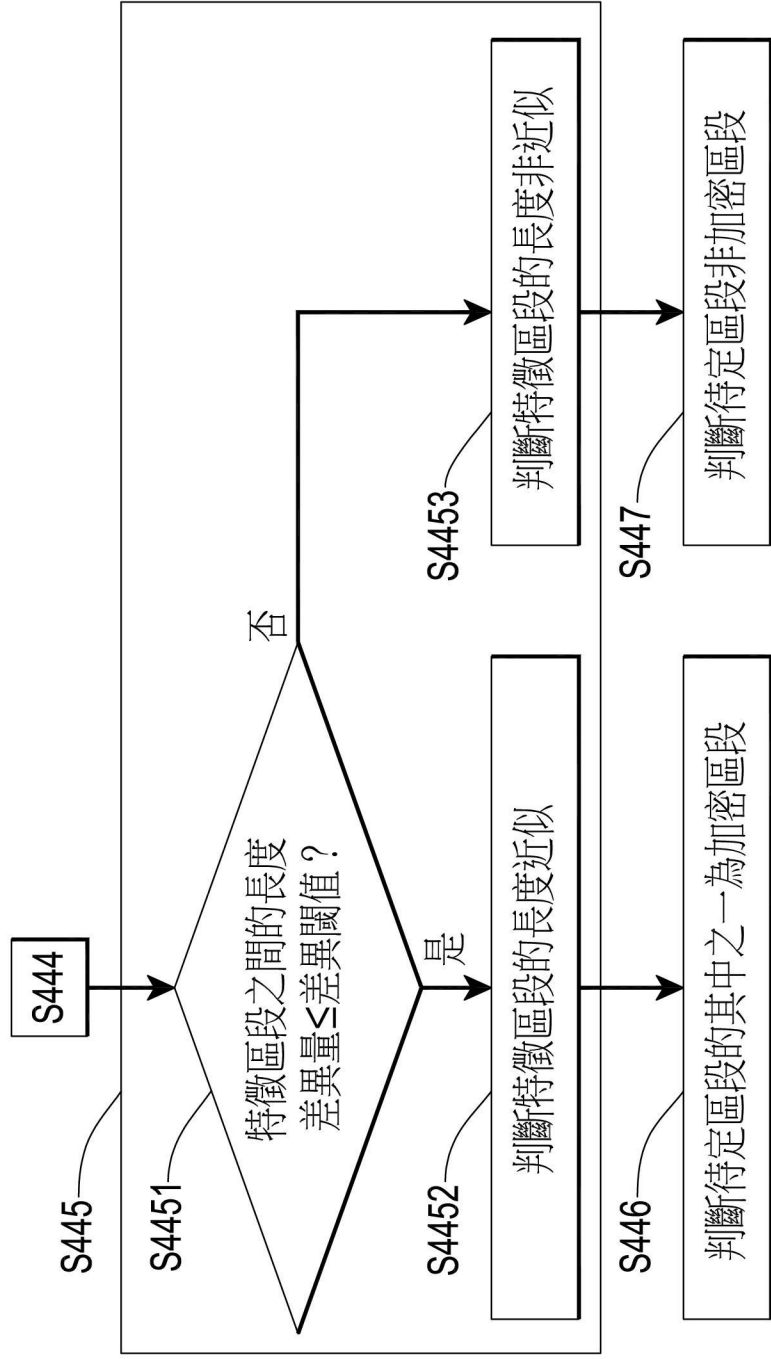 S444
S445
S4451
特徵區段之間的長度
差異量≤差異閾值？
是
否
S4452
判斷特徵區段的長度近似
S4453
判斷特徵區段的長度非近似
S446
判斷待定區段的其中之一為加密區段
S447
判斷待定區段非加密區段